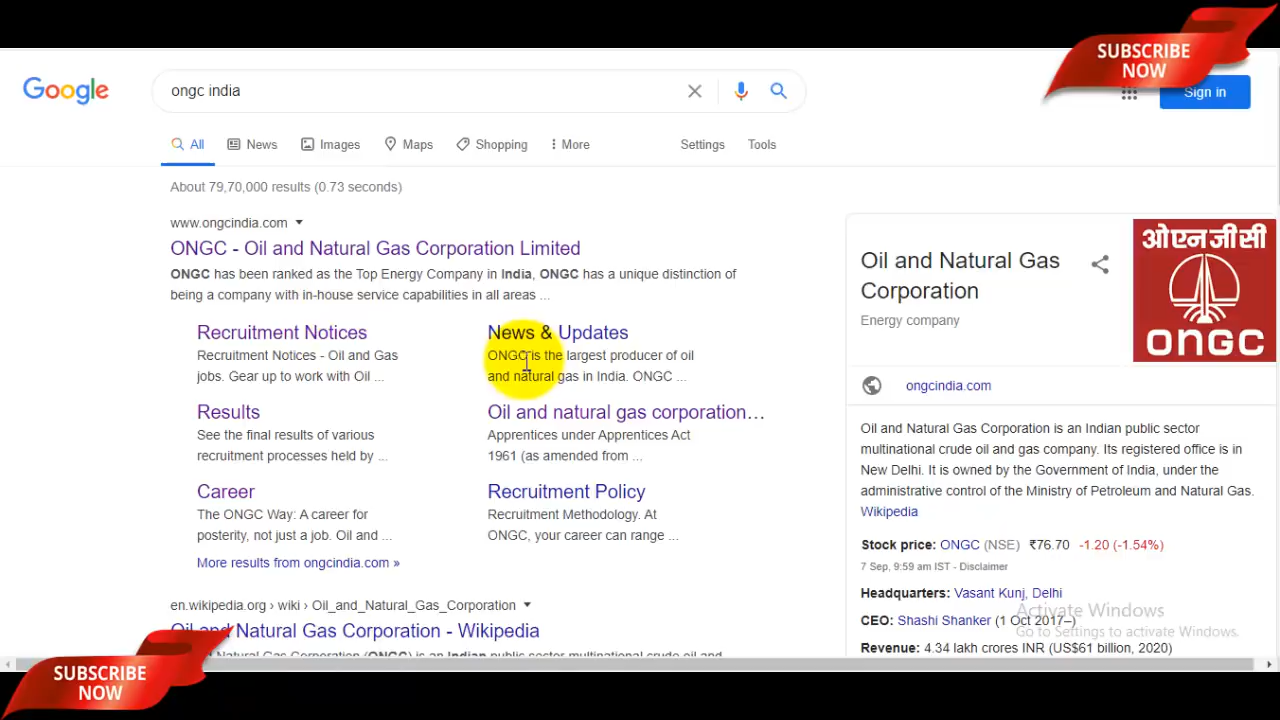 SUBSCRIBE
NOW
Google
ongc india
Sign in
All
News
Images
Maps
Shopping
More
Settings
Tools
About 79,70,000 results (0.73 seconds)
www.ongcindia.com
ONGC - Oil and Natural Gas Corporation Limited
ONGC has been ranked as the Top Energy Company in India, ONGC has a unique distinction of
being a company with in-house service capabilities in all areas ...
Recruitment Notices
Recruitment Notices - Oil and Gas
jobs. Gear up to work with Oil ...
News & Updates
ONGC is the largest producer of oil
and natural gas in India. ONGC ...
Results
See the final results of various
recruitment processes held by ...
Oil and natural gas corporation...
Apprentices under Apprentices Act
1961 (as amended from ...
Career
The ONGC Way: A career for
posterity, not just a job. Oil and ...
Recruitment Policy
Recruitment Methodology. At
ONGC, your career can range ...
More results from ongcindia.com »
en.wikipedia.org › wiki › Oil_and_Natural_Gas_Corporation
Oil and Natural Gas Corporation - Wikipedia
Natural Gas Corporation (ONGC) is an Indian public sector multinational crude oil and
Oil and Natural Gas
Corporation
Energy company
ओएनजीसी
ONGC
ongcindia.com
Oil and Natural Gas Corporation is an Indian public sector
multinational crude oil and gas company. Its registered office is in
New Delhi. It is owned by the Government of India, under the
administrative control of the Ministry of Petroleum and Natural Gas.
Wikipedia
Stock price: ONGC (NSE) ₹76.70 -1.20 (-1.54%)
7 Sep, 9:59 am IST - Disclaimer
Headquarters: Vasant Kunj, Delhi
CEO: Shashi Shanker (1 Oct 2017–)
Revenue: 4.34 lakh crores INR (US$61 billion, 2020)
Activate Windows
Go to Settings to activate Windows.
SUBSCRIBE
NOW